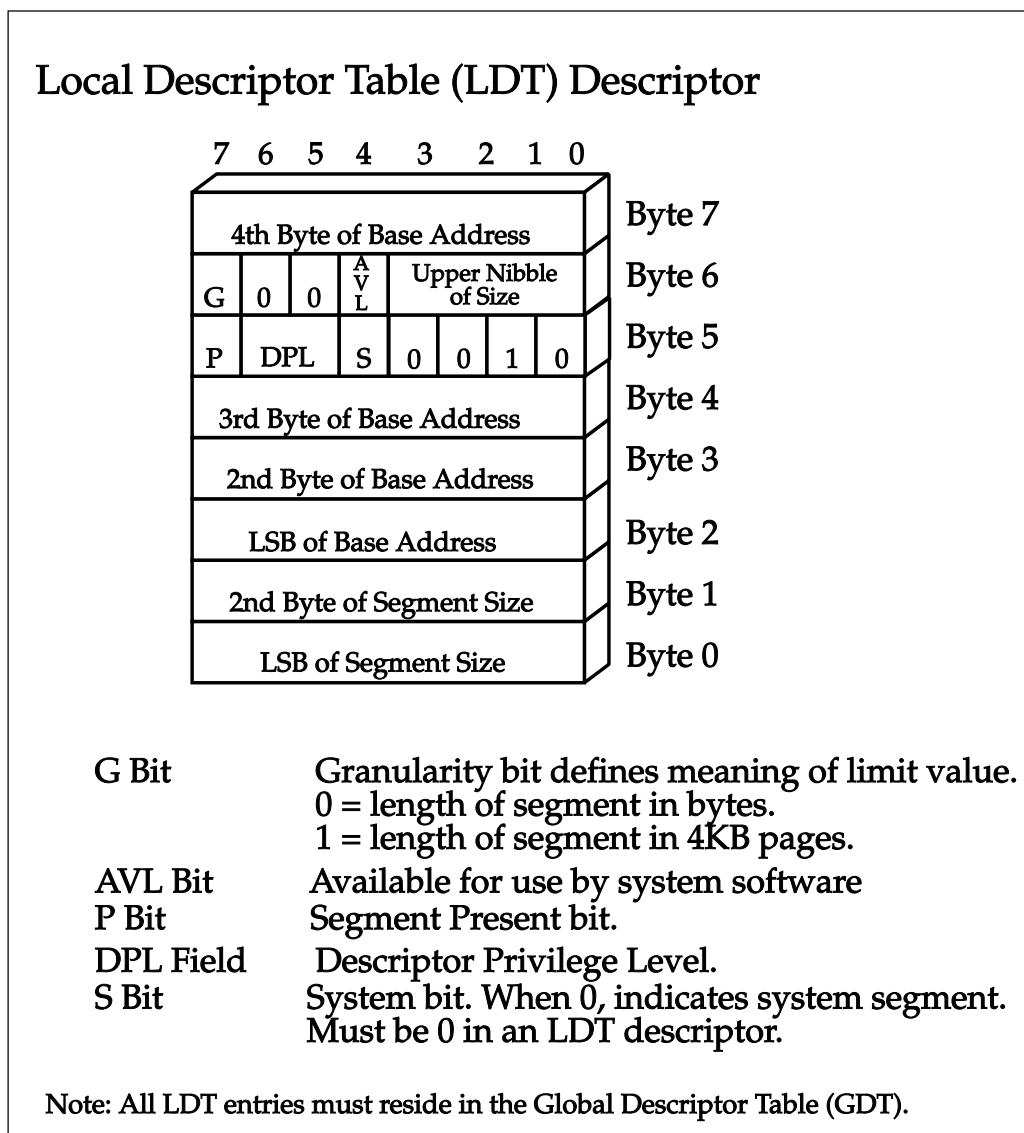 Local Descriptor Table (LDT) Descriptor
7 6 5 4 3 2 1 0
4th Byte of Base Address Byte 7
G 0 0 AVL Upper Nibble of Size Byte 6
P DPL S 0 0 1 0 Byte 5
3rd Byte of Base Address Byte 4
2nd Byte of Base Address Byte 3
LSB of Base Address Byte 2
2nd Byte of Segment Size Byte 1
LSB of Segment Size Byte 0
G Bit Granularity bit defines meaning of limit value.
0 = length of segment in bytes.
1 = length of segment in 4KB pages.
AVL Bit Available for use by system software
P Bit Segment Present bit.
DPL Field Descriptor Privilege Level.
S Bit System bit. When 0, indicates system segment.
Must be 0 in an LDT descriptor.
Note: All LDT entries must reside in the Global Descriptor Table (GDT).